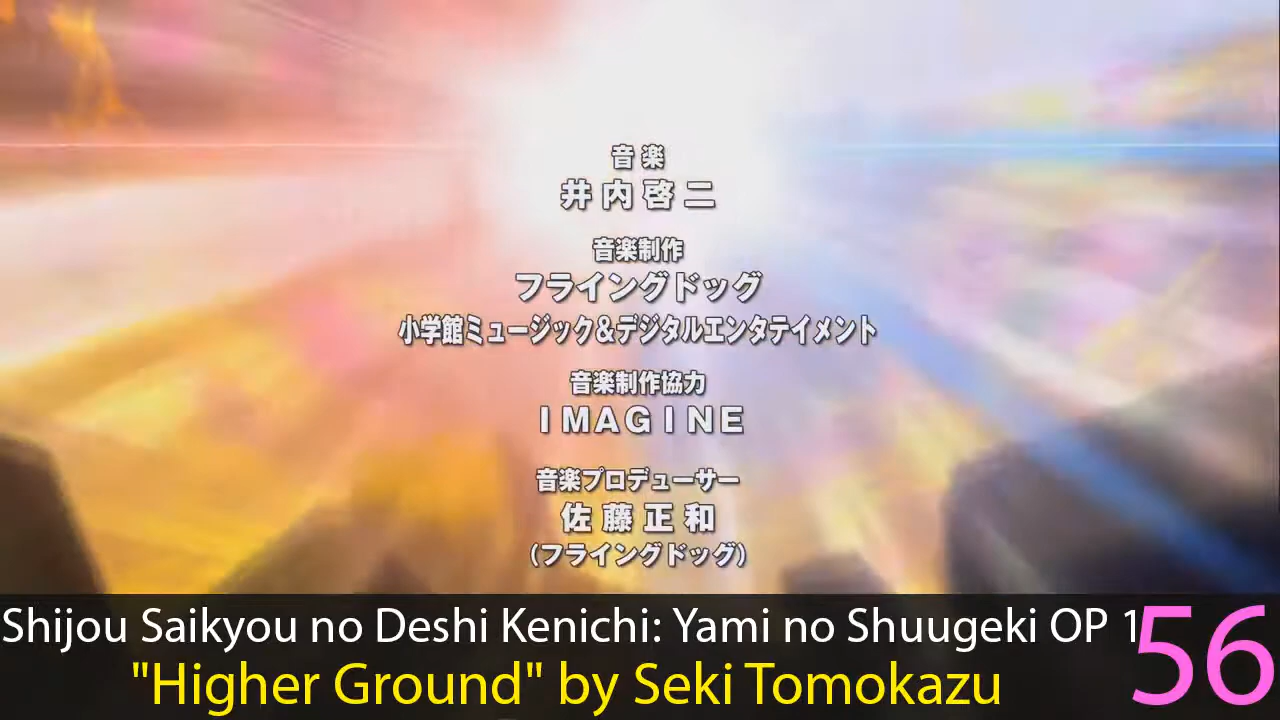 音楽
井内啓二
音楽制作
フライングドッグ
小学館ミュージック&デジタルエンタテイメント
音楽制作協力
IMAGINE
音楽プロデューサー
佐藤正和
(フライングドッグ)
Shijou Saikyou no Deshi Kenichi: Yami no Shuugeki OP 1
56
"Higher Ground" by Seki Tomokazu